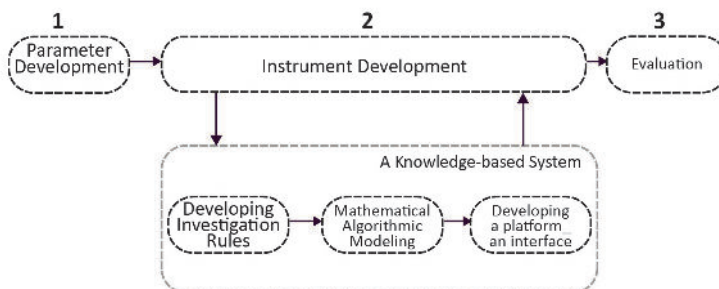 1
2
3
Parameter
Development
Instrument Development
Evaluation
A Knowledge-based System
Developing
Investigation
Rules
Mathematical
Algorithmic
Modeling
Developing
a platform_
an interface